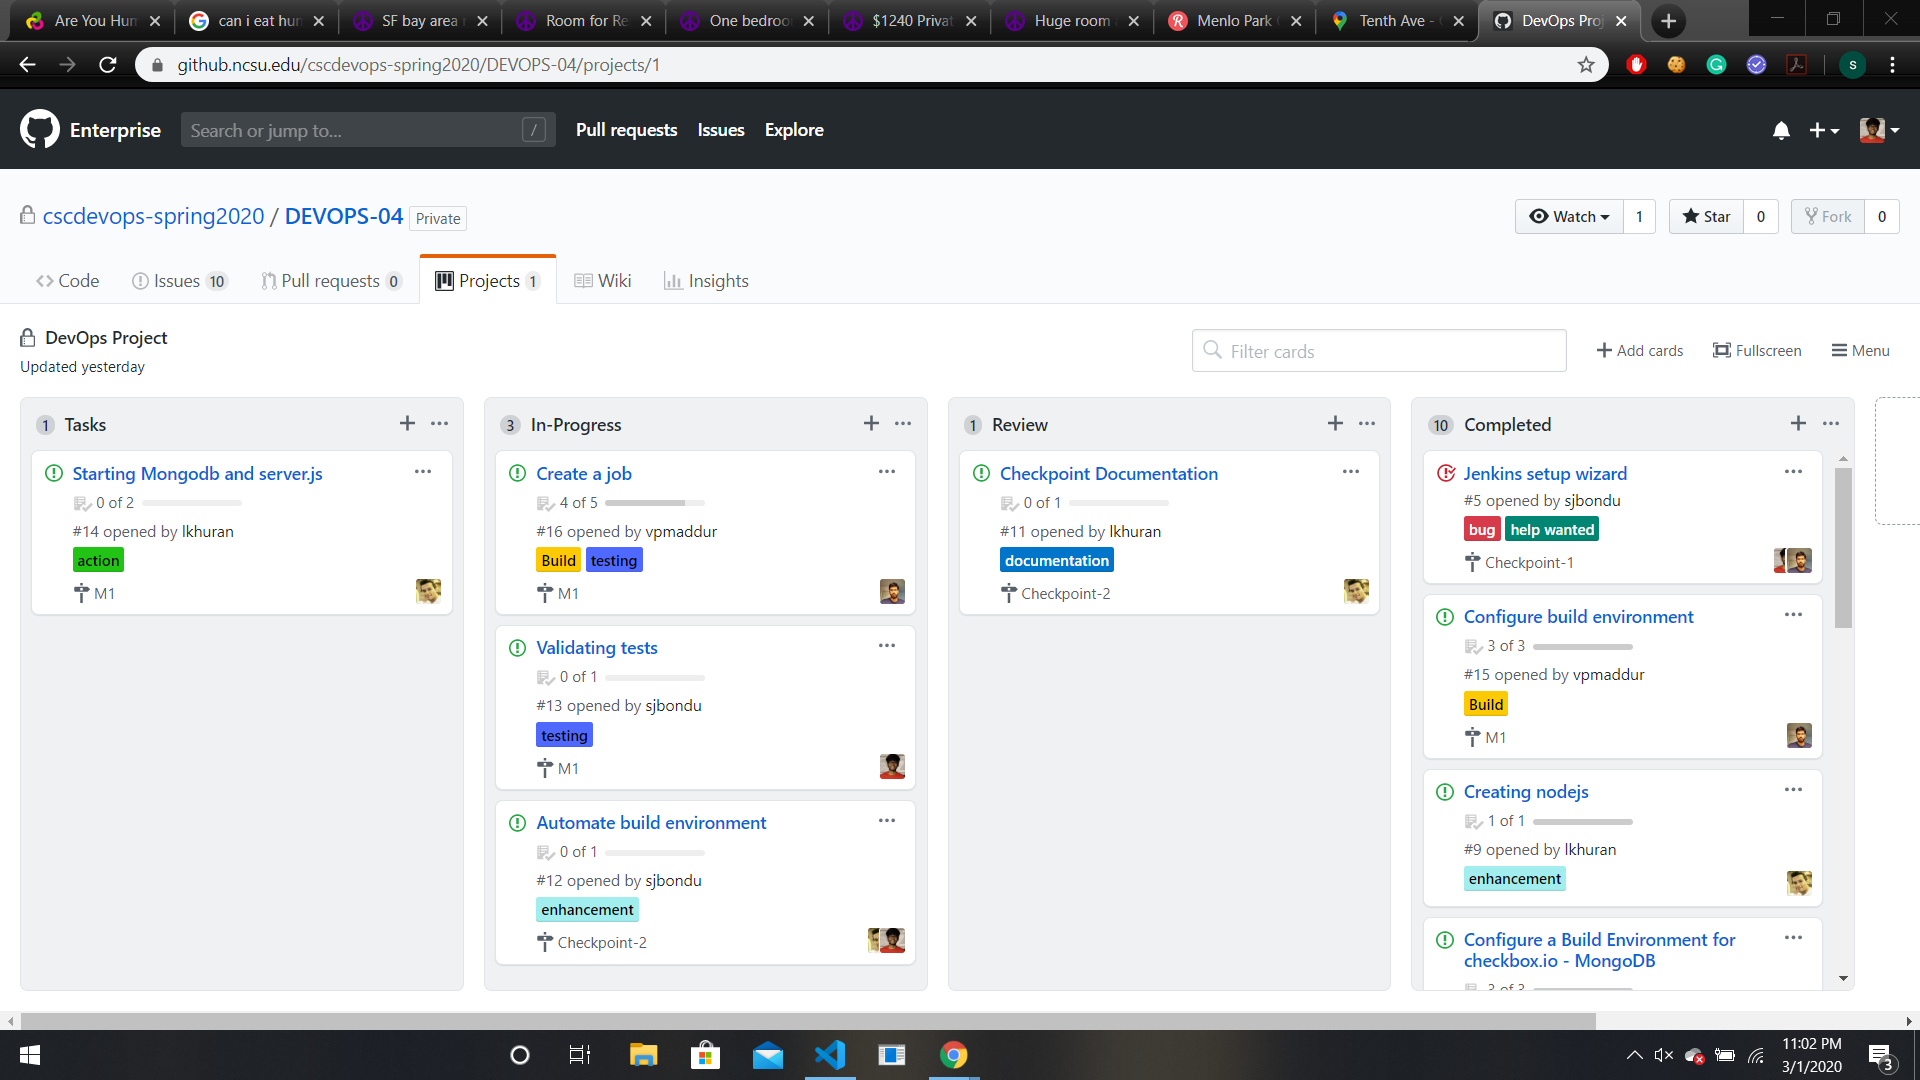 Are You Hum
can i eat hun
SF bay area r
Room for Re
One bedroo
$1240 Privat
Huge room a
Menlo Park
Tenth Ave -
DevOps Proj
github.ncsu.edu/cscdevops-spring2020/DEVOPS-04/projects/1
s
Enterprise
Search or jump to...
/
Pull requests
Issues
Explore
cscdevops-spring2020 / DEVOPS-04 Private
Watch 1
Star 0
Fork 0
Code
Issues 10
Pull requests 0
Projects 1
Wiki
Insights
DevOps Project
Updated yesterday
Filter cards
Add cards
Fullscreen
Menu
1 Tasks
Starting Mongodb and server.js
0 of 2
#14 opened by lkhuran
action
M1
3 In-Progress
Create a job
4 of 5
#16 opened by vpmaddur
Build testing
M1
Validating tests
0 of 1
#13 opened by sjbondu
testing
M1
Automate build environment
0 of 1
#12 opened by sjbondu
enhancement
Checkpoint-2
1 Review
Checkpoint Documentation
0 of 1
#11 opened by lkhuran
documentation
Checkpoint-2
10 Completed
Jenkins setup wizard
#5 opened by sjbondu
bug help wanted
Checkpoint-1
Configure build environment
3 of 3
#15 opened by vpmaddur
Build
M1
Creating nodejs
1 of 1
#9 opened by lkhuran
enhancement
Configure a Build Environment for
checkbox.io - MongoDB
3 of 3
11:02 PM
3/1/2020
3